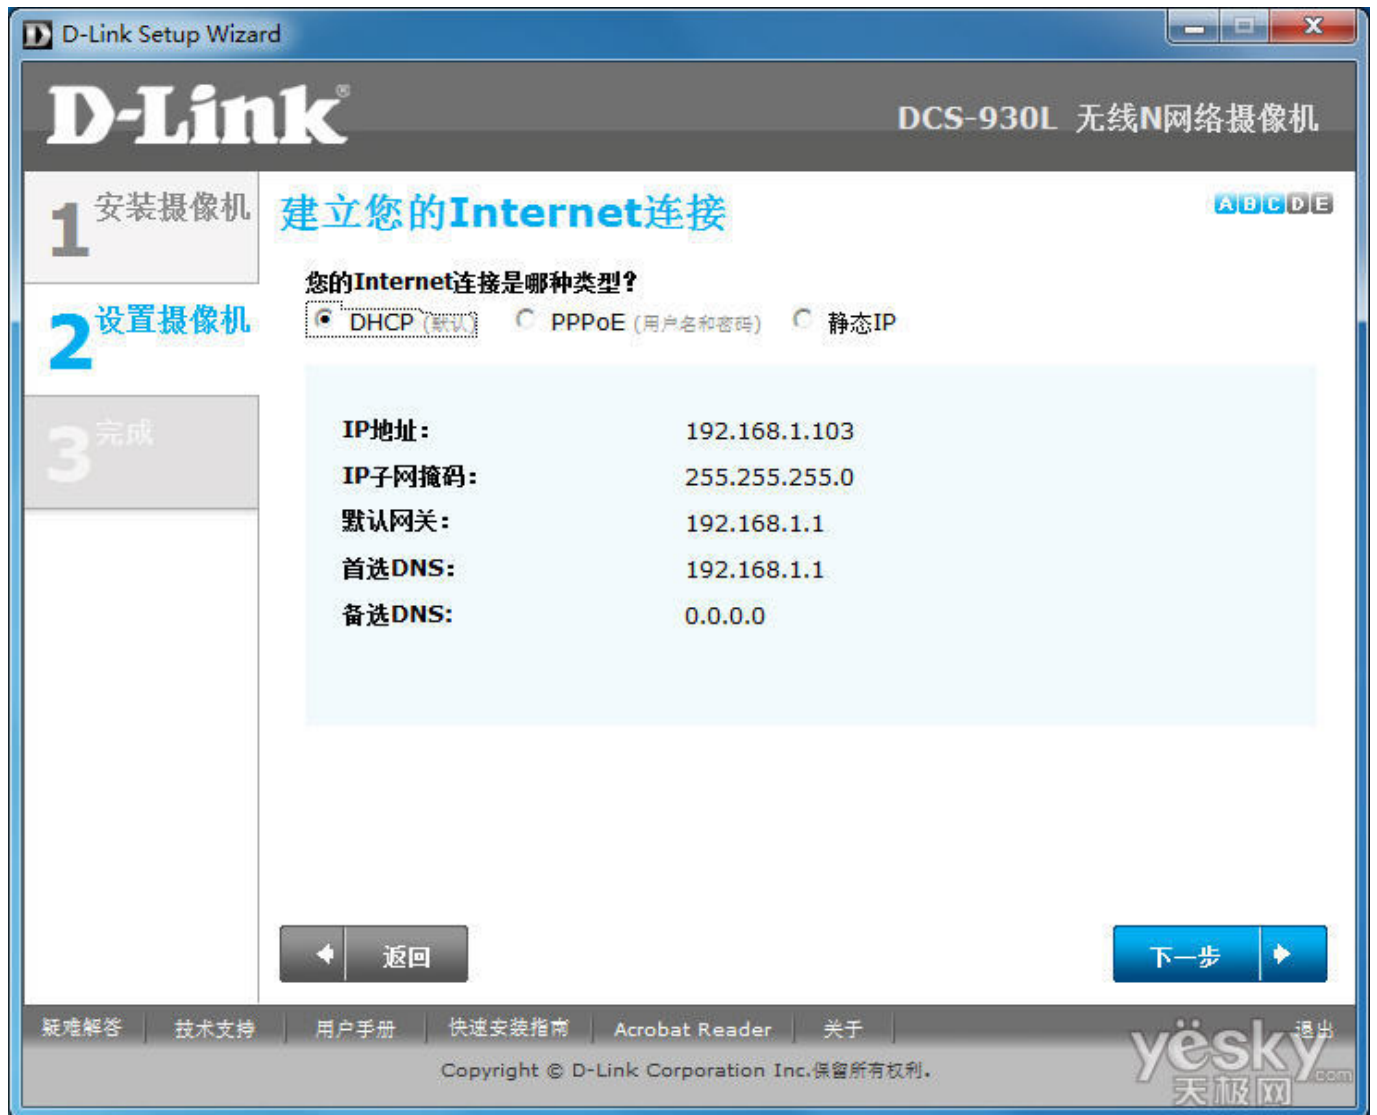 D-Link Setup Wizard
D-Link®
DCS-930L 无线N网络摄像机
1 安装摄像机
2 设置摄像机
3 完成
建立您的Internet连接
A B C D E
您的Internet连接是哪种类型?
DHCP (默认) PPPoE (用户名和密码) 静态IP
IP地址: 192.168.1.103
IP子网掩码: 255.255.255.0
默认网关: 192.168.1.1
首选DNS: 192.168.1.1
备选DNS: 0.0.0.0
返回
下一步
疑难解答 技术支持 用户手册 快速安装指南 Acrobat Reader 关于 退出
Copyright © D-Link Corporation Inc.保留所有权利.
yësky.com
天极网